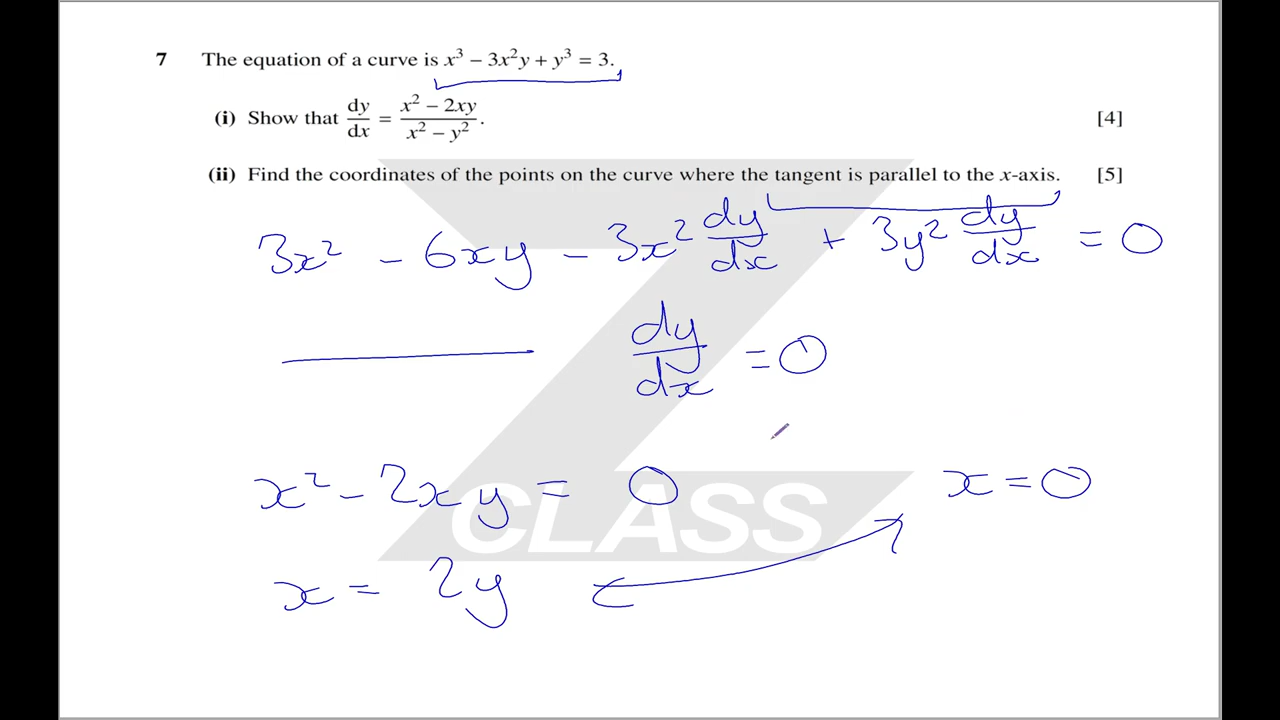 7 The equation of a curve is x³ − 3x²y + y³ = 3.
(i) Show that dy/dx = (x² − 2xy)/(x² − y²). [4]
(ii) Find the coordinates of the points on the curve where the tangent is parallel to the x-axis. [5]
3x² − 6xy − 3x² dy/dx + 3y² dy/dx = 0
dy/dx = 0
x² − 2xy = 0 x = 0
CLASS
x = 2y